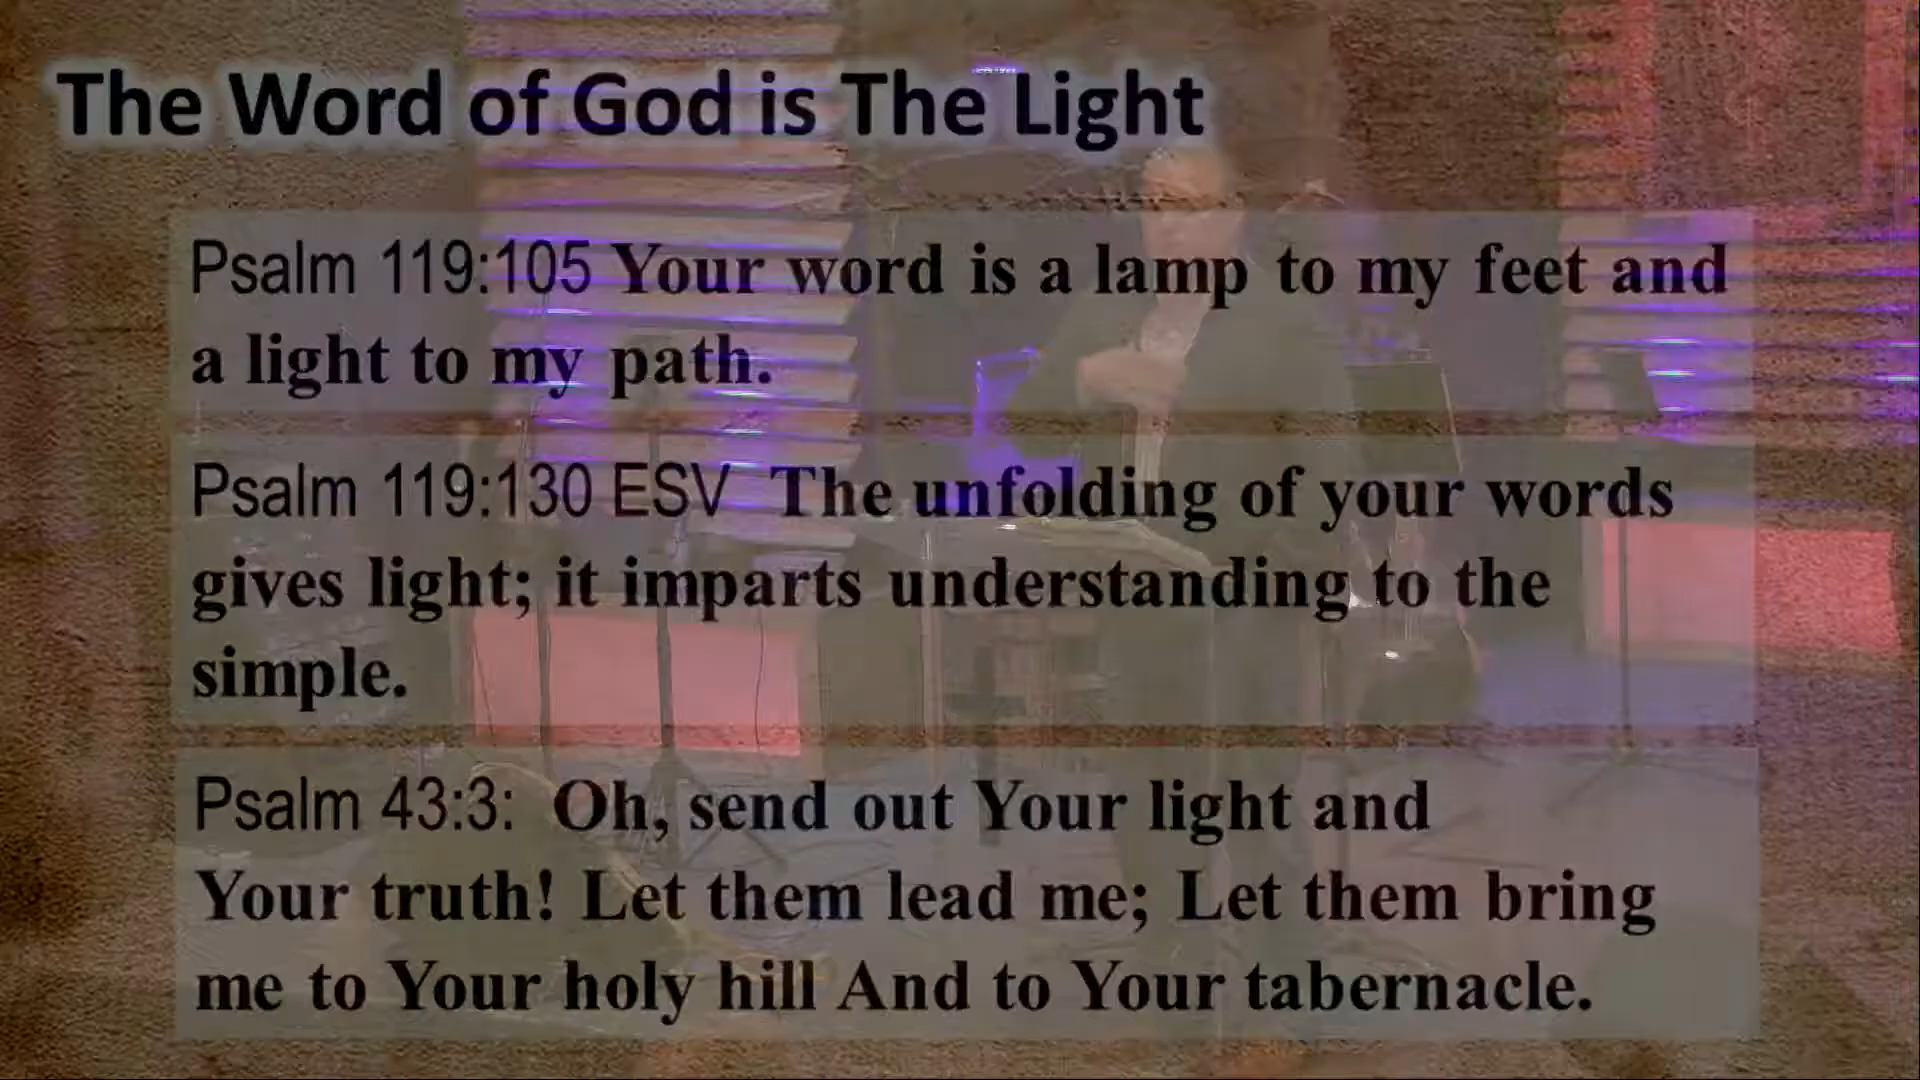 The Word of God is The Light
Psalm 119:105 Your word is a lamp to my feet and
a light to my path.
Psalm 119:130 ESV The unfolding of your words
gives light; it imparts understanding to the
simple.
Psalm 43:3: Oh, send out Your light and
Your truth! Let them lead me; Let them bring
me to Your holy hill And to Your tabernacle.